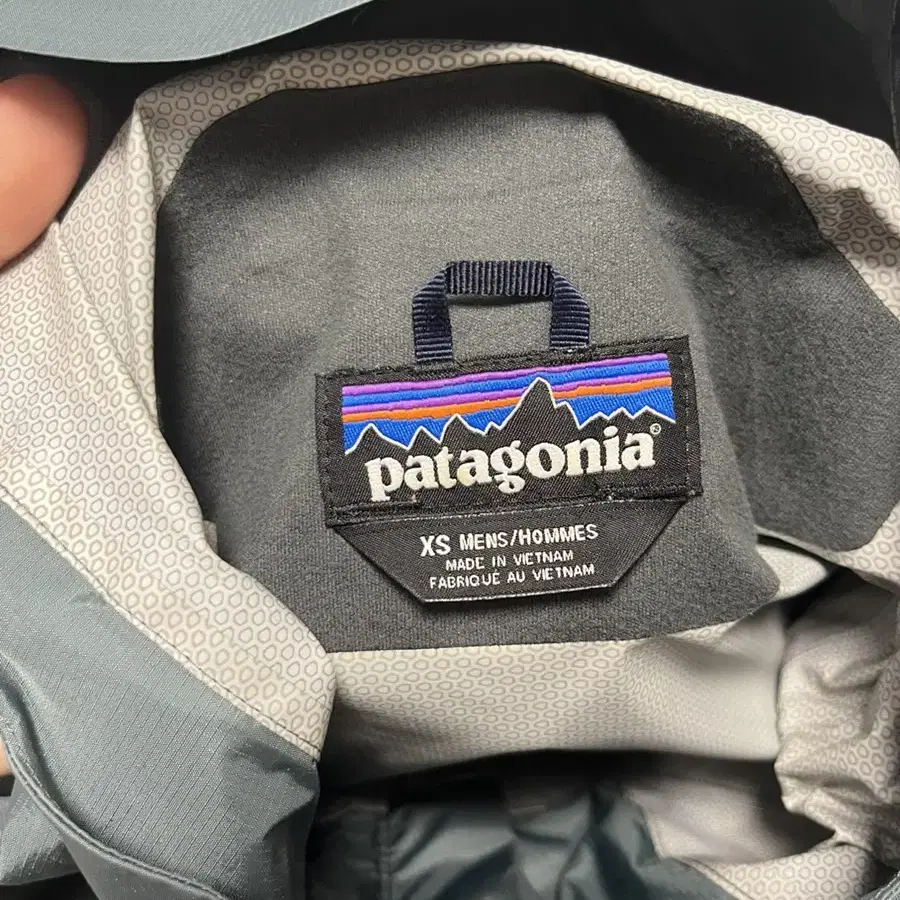 patagonia®
XS MENS/HOMMES
MADE IN VIETNAM
FABRIQUÉ AU VIETNAM